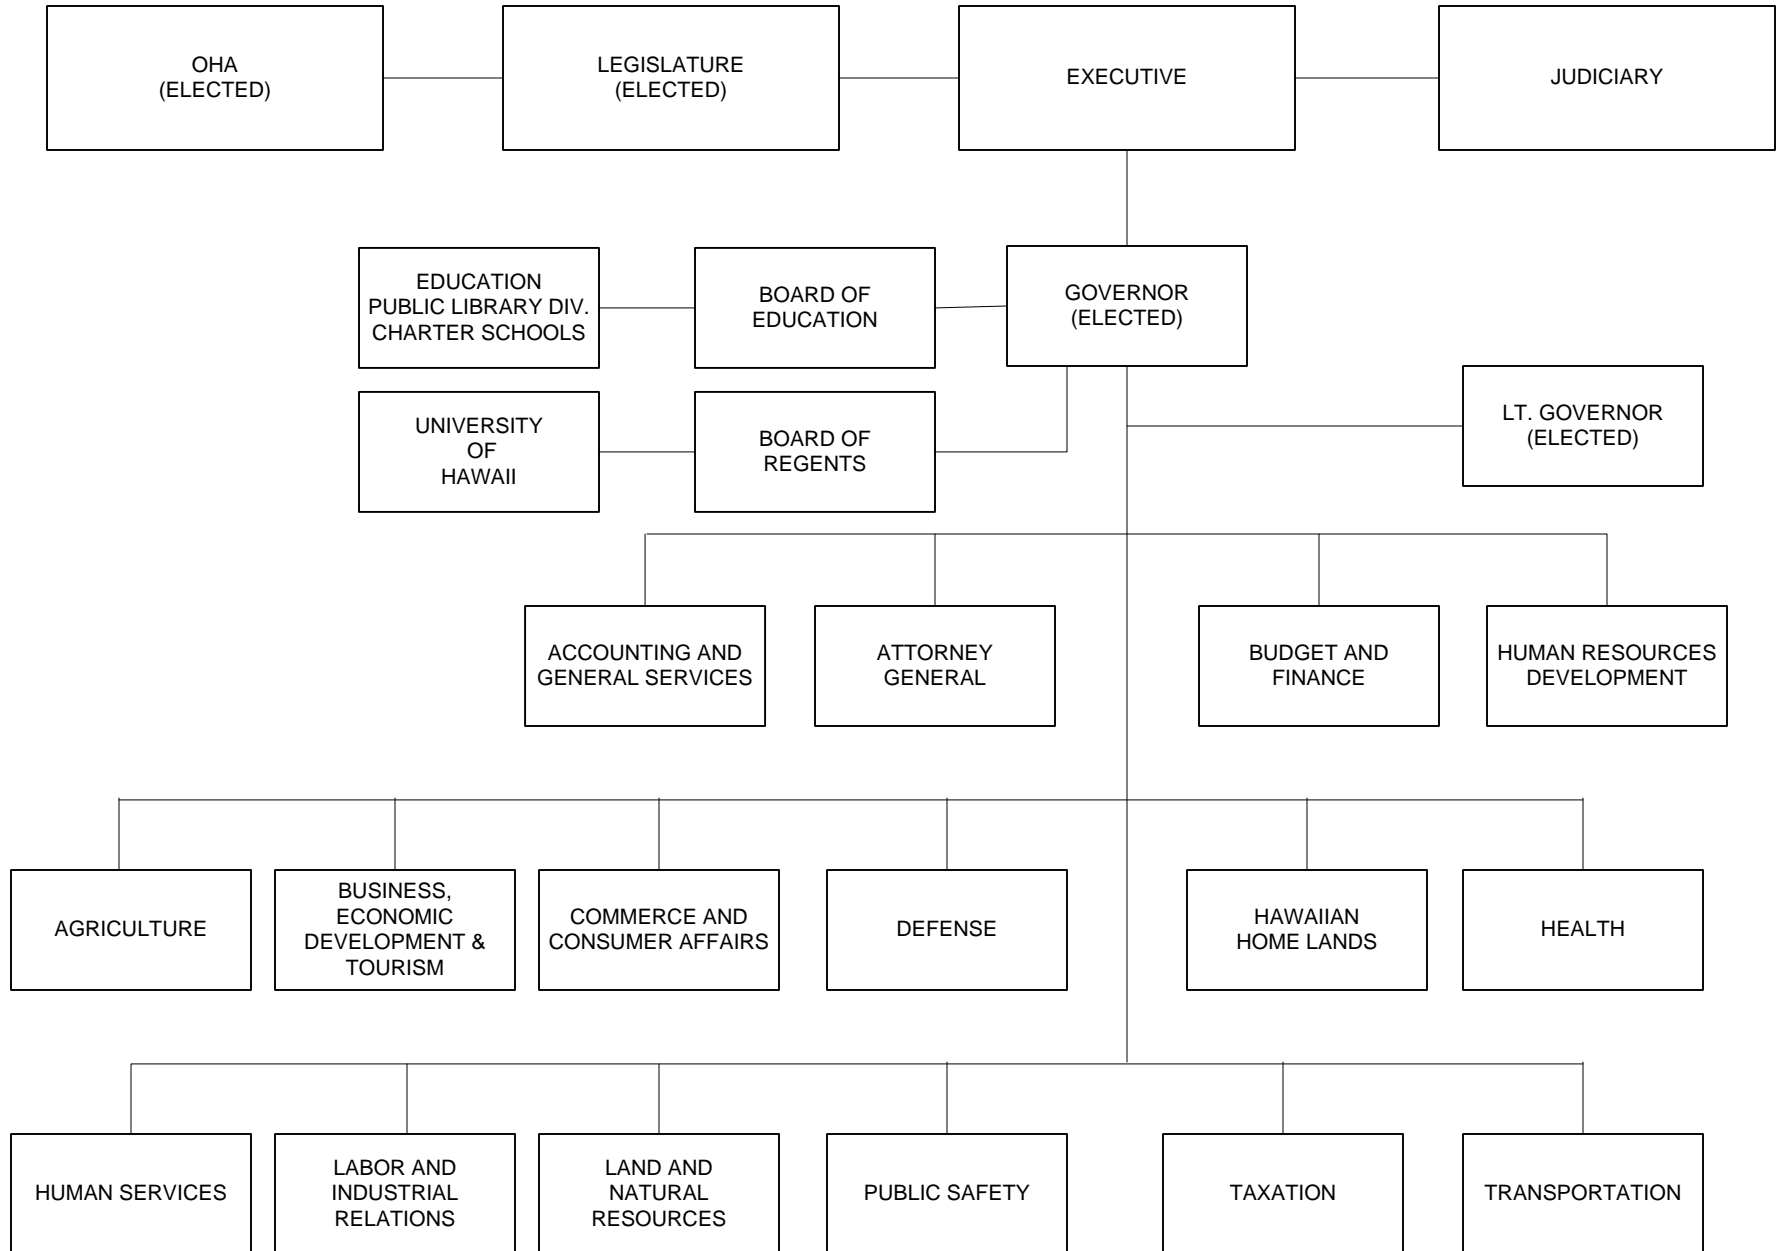 OHA
(ELECTED)
LEGISLATURE
(ELECTED)
EXECUTIVE
JUDICIARY
EDUCATION
PUBLIC LIBRARY DIV.
CHARTER SCHOOLS
BOARD OF
EDUCATION
GOVERNOR
(ELECTED)
UNIVERSITY
OF
HAWAII
BOARD OF
REGENTS
LT. GOVERNOR
(ELECTED)
ACCOUNTING AND
GENERAL SERVICES
ATTORNEY
GENERAL
BUDGET AND
FINANCE
HUMAN RESOURCES
DEVELOPMENT
AGRICULTURE
BUSINESS,
ECONOMIC
DEVELOPMENT &
TOURISM
COMMERCE AND
CONSUMER AFFAIRS
DEFENSE
HAWAIIAN
HOME LANDS
HEALTH
HUMAN SERVICES
LABOR AND
INDUSTRIAL
RELATIONS
LAND AND
NATURAL
RESOURCES
PUBLIC SAFETY
TAXATION
TRANSPORTATION